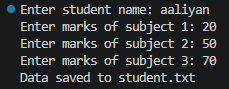 Enter student name: aaliyan
Enter marks of subject 1: 20
Enter marks of subject 2: 50
Enter marks of subject 3: 70
Data saved to student.txt